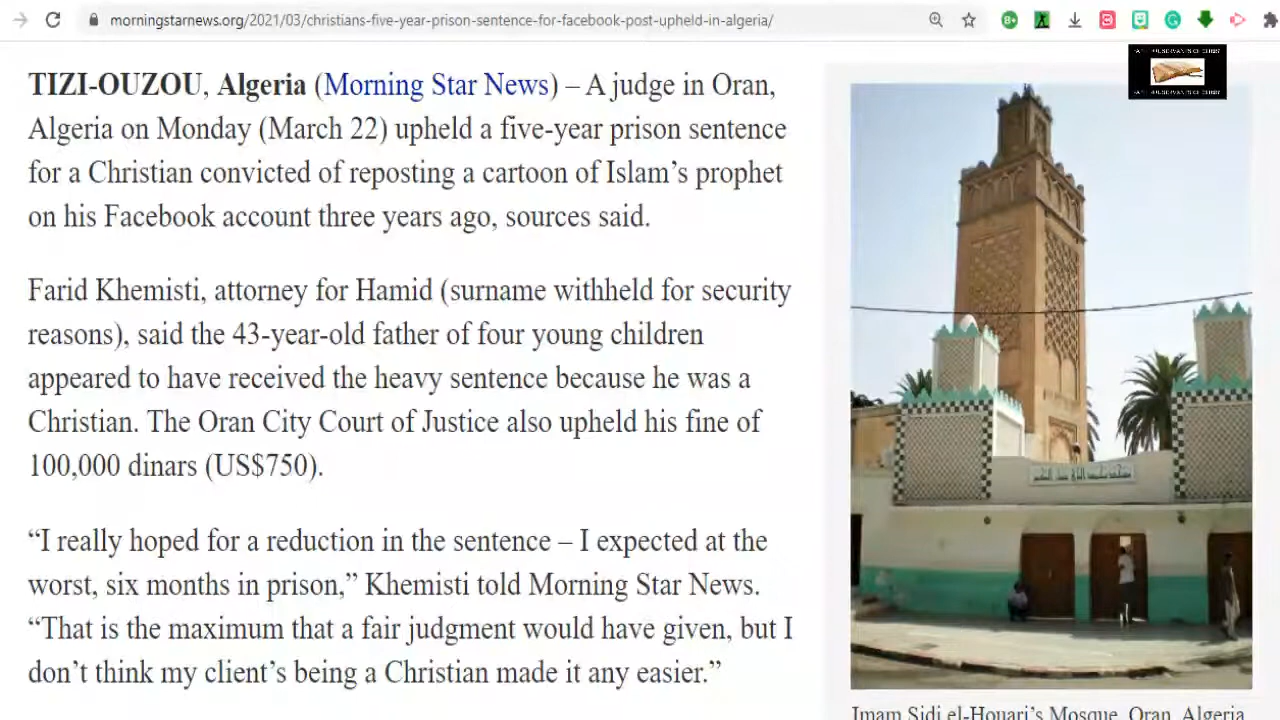 morningstarnews.org/2021/03/christians-five-year-prison-sentence-for-facebook-post-upheld-in-algeria/
TIZI-OUZOU, Algeria (Morning Star News) – A judge in Oran,
Algeria on Monday (March 22) upheld a five-year prison sentence
for a Christian convicted of reposting a cartoon of Islam’s prophet
on his Facebook account three years ago, sources said.
Farid Khemisti, attorney for Hamid (surname withheld for security
reasons), said the 43-year-old father of four young children
appeared to have received the heavy sentence because he was a
Christian. The Oran City Court of Justice also upheld his fine of
100,000 dinars (US$750).
“I really hoped for a reduction in the sentence – I expected at the
worst, six months in prison,” Khemisti told Morning Star News.
“That is the maximum that a fair judgment would have given, but I
don’t think my client’s being a Christian made it any easier.”
Imam Sidi el-Houari’s Mosque, Oran, Algeria